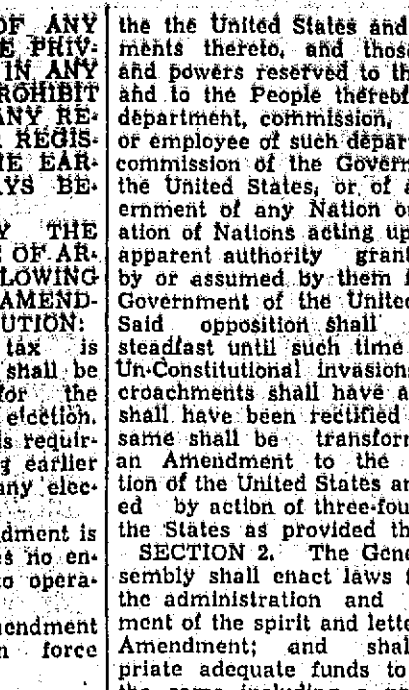 OF ANY
E PRIV-
IN ANY
ROHIBIT
ANY RE-
R REGIS-
HE EAR-
AYS BE-
Y THE
E OF AR-
LLOWING
AMEND-
UTION:
tax is
shall be
for the
election.
is requir-
g earlier
any elec-
ndment is
es no en-
to opera-
mendment
n force
the the United States and
ments thereto, and thos
and powers reserved to th
and to the People thereof
department, commission,
or employee of such depart
commission of the Govern
the United States, or of a
ernment of any Nation or
ation of Nations acting up
apparent authority grant
by or assumed by them
Government of the United
Said opposition shall
steadfast until such time
Un-Constitutional invasions
croachments shall have a
shall have been rectified
same shall be transform
an Amendment to the
tion of the United States an
ed by action of three-fou
the States as provided th
SECTION 2. The Gene
sembly shall enact laws
the administration and
ment of the spirit and lette
Amendment; and shal
priate adequate funds to